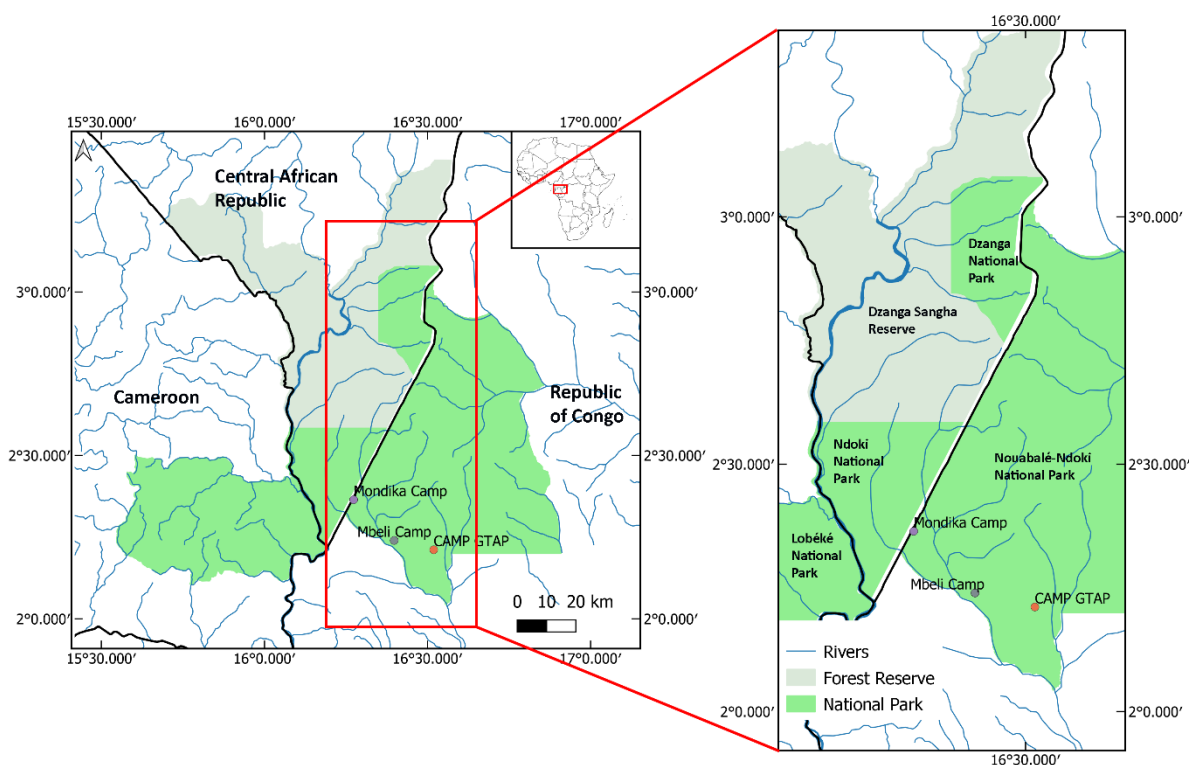 15°30.000′
16°0.000′
16°30.000′
17°0.000′
Central African
Republic
3°0.000′
3°0.000′
Cameroon
Republic
of Congo
2°30.000′
2°30.000′
Mondika Camp
Mbeli Camp
CAMP GTAP
0 10 20 km
2°0.000′
2°0.000′
15°30.000′
16°0.000′
16°30.000′
17°0.000′
16°30.000′
3°0.000′
3°0.000′
Dzanga
National
Park
Dzanga Sangha
Reserve
Ndoki
National
Park
Nouabalé-Ndoki
National Park
2°30.000′
2°30.000′
Mondika Camp
Lobéké
National
Park
Mbeli Camp
CAMP GTAP
Rivers
Forest Reserve
National Park
2°0.000′
2°0.000′
16°30.000′